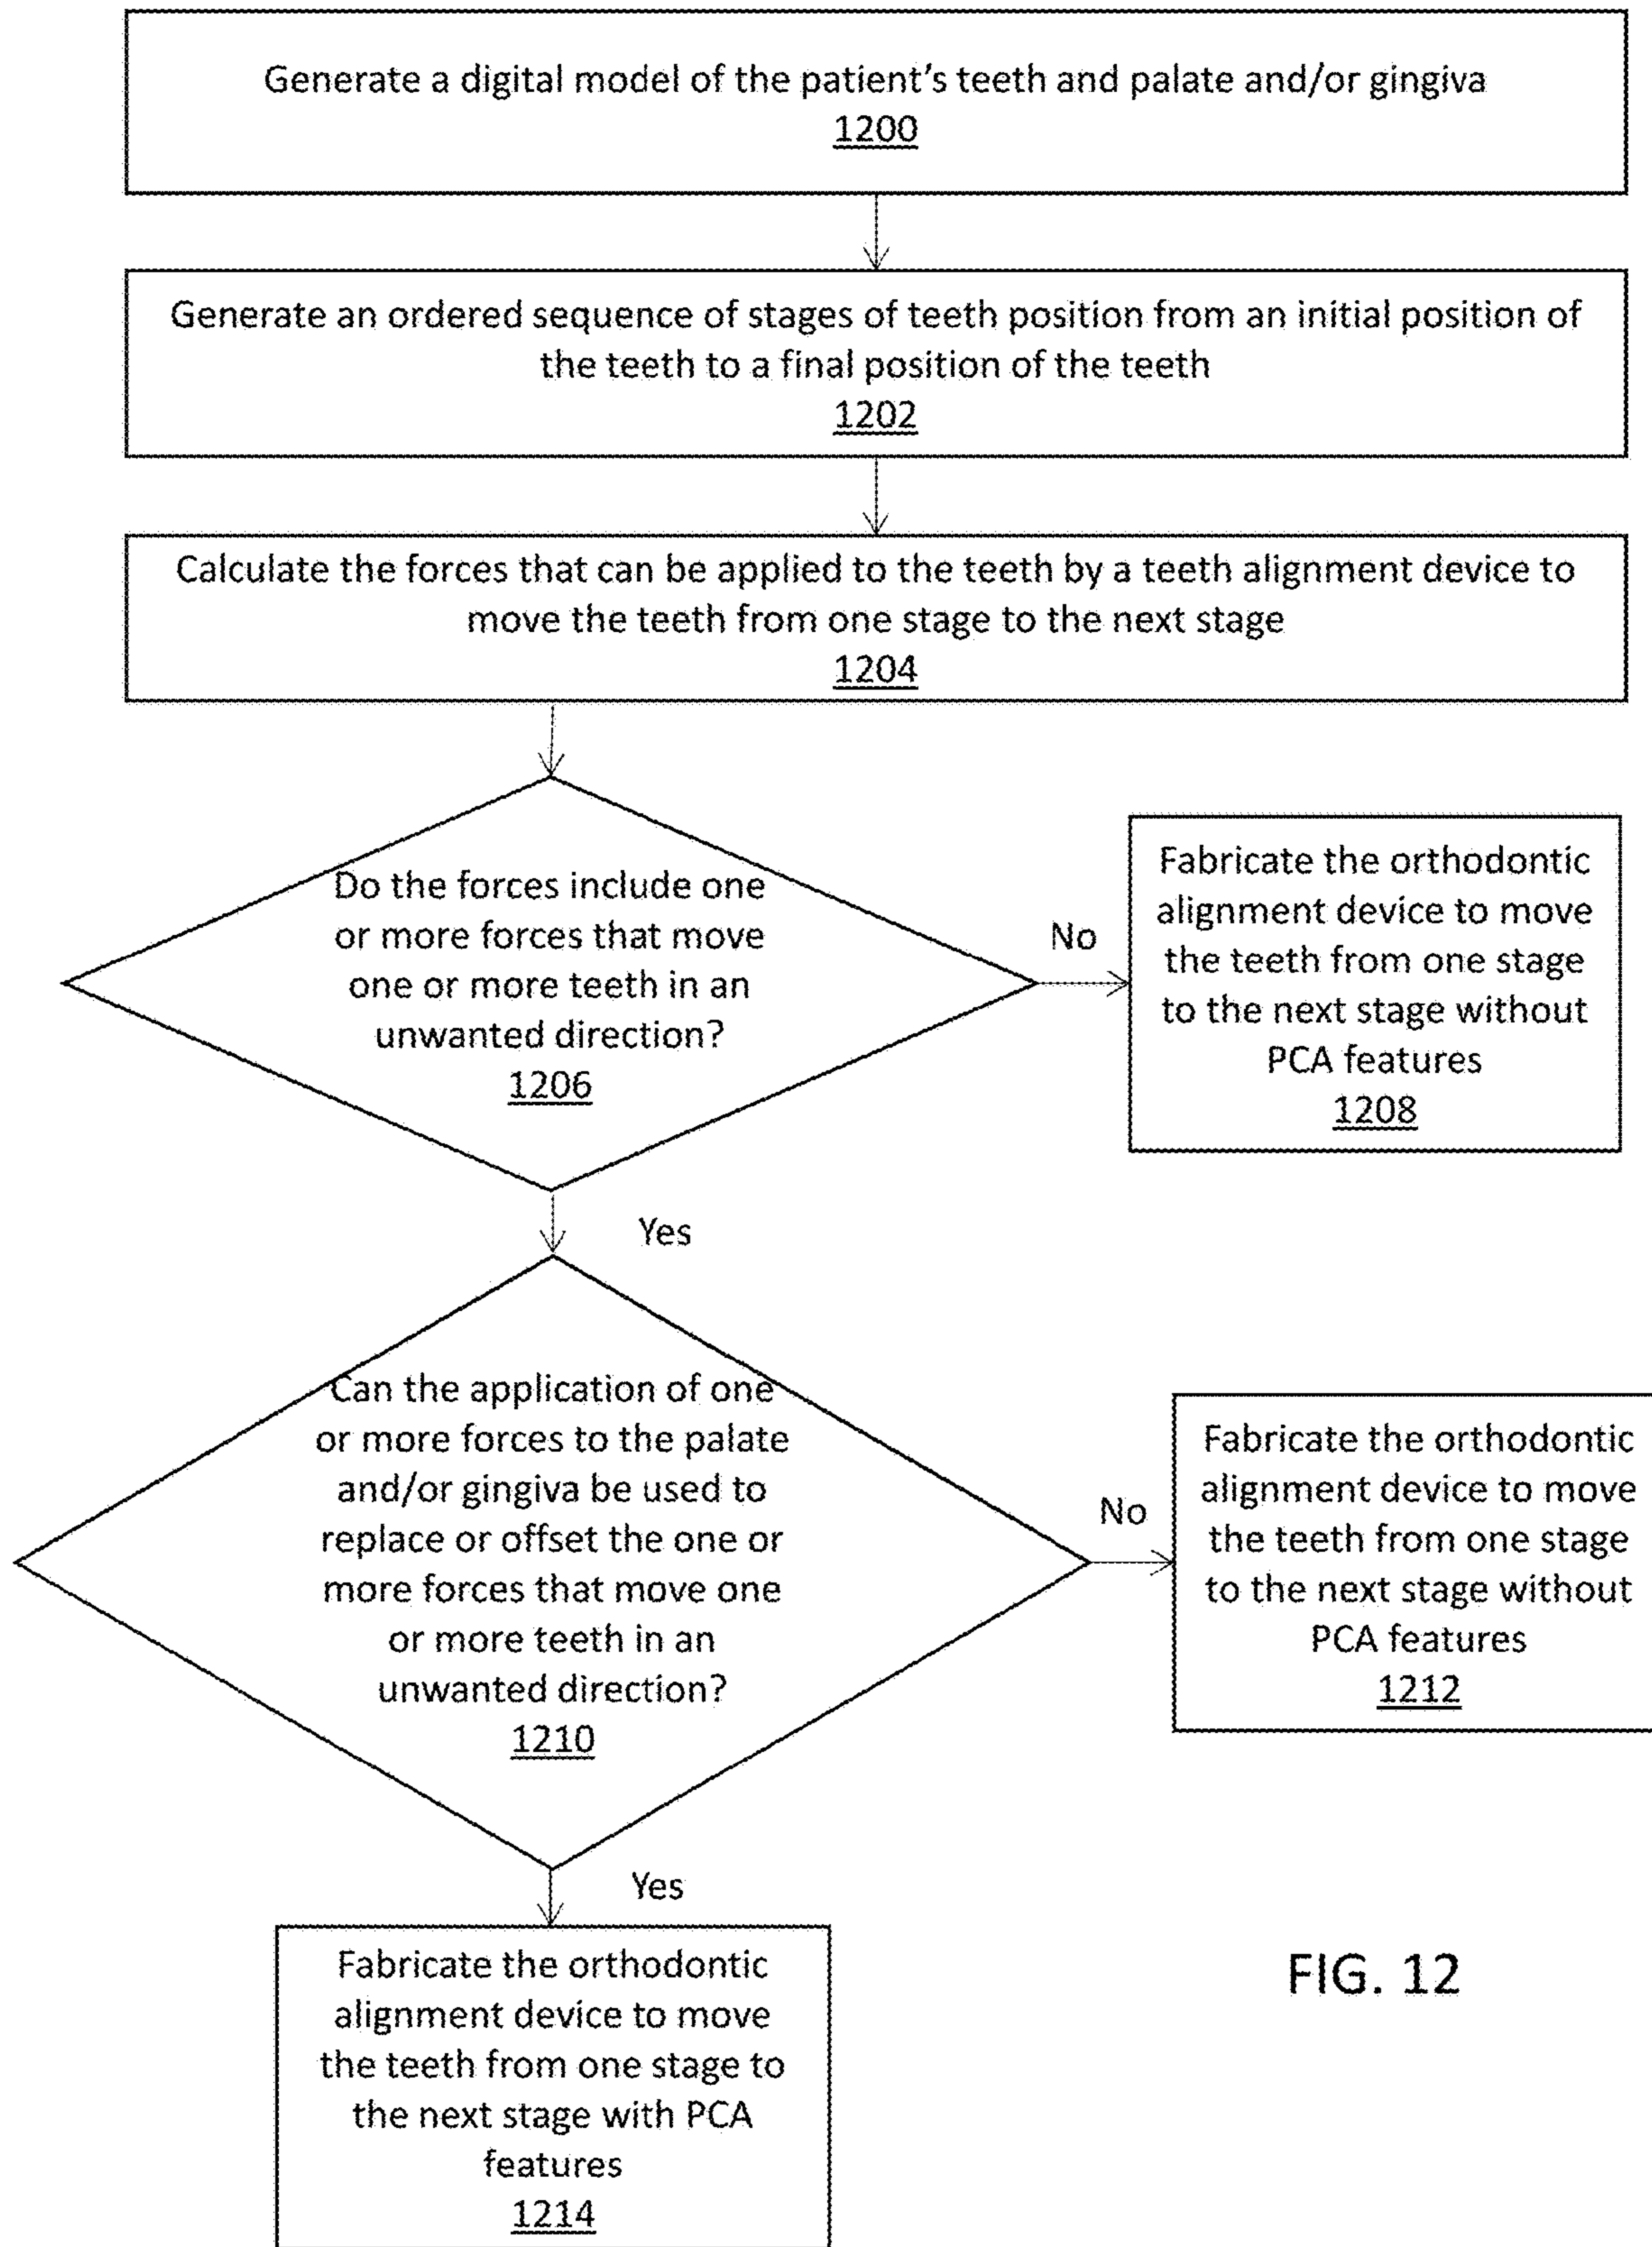 Generate a digital model of the patient's teeth and palate and/or gingiva
1200
Generate an ordered sequence of stages of teeth position from an initial position of
the teeth to a final position of the teeth
1202
Calculate the forces that can be applied to the teeth by a teeth alignment device to
move the teeth from one stage to the next stage
1204
Do the forces include one
or more forces that move
one or more teeth in an
unwanted direction?
1206
No
Fabricate the orthodontic
alignment device to move
the teeth from one stage
to the next stage without
PCA features
1208
Yes
Can the application of one
or more forces to the palate
and/or gingiva be used to
replace or offset the one or
more forces that move one
or more teeth in an
unwanted direction?
1210
No
Fabricate the orthodontic
alignment device to move
the teeth from one stage
to the next stage without
PCA features
1212
Yes
Fabricate the orthodontic
alignment device to move
the teeth from one stage to
the next stage with PCA
features
1214
FIG. 12